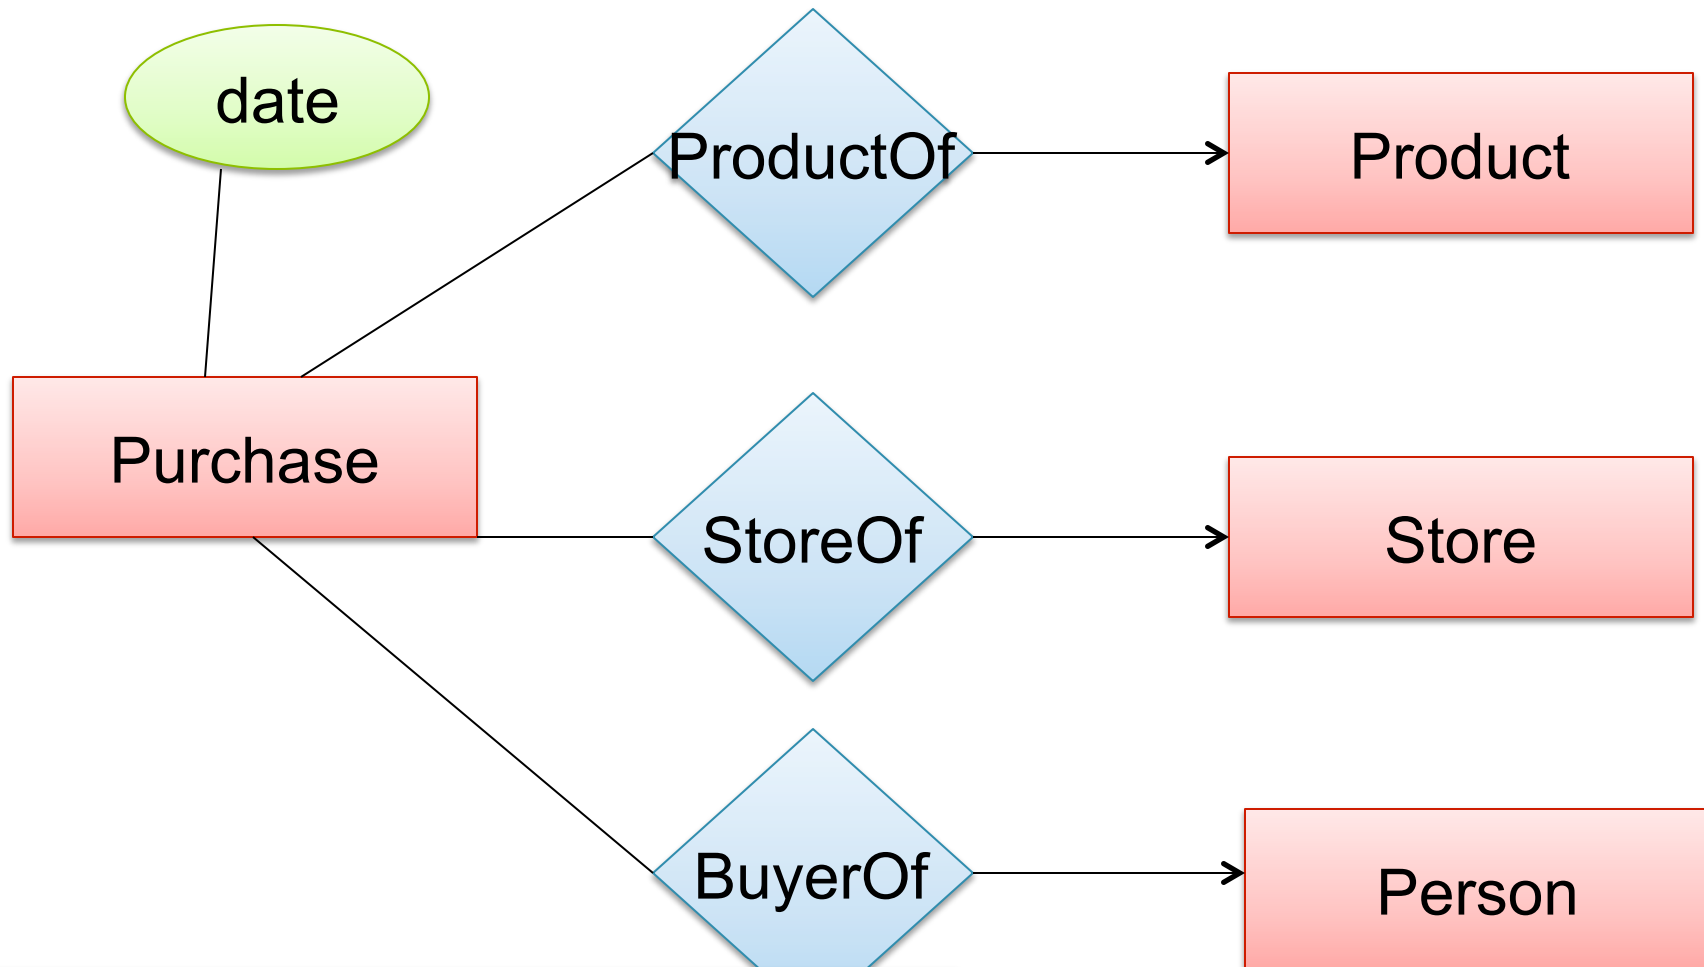 date
ProductOf
Product
Purchase
StoreOf
Store
BuyerOf
Person